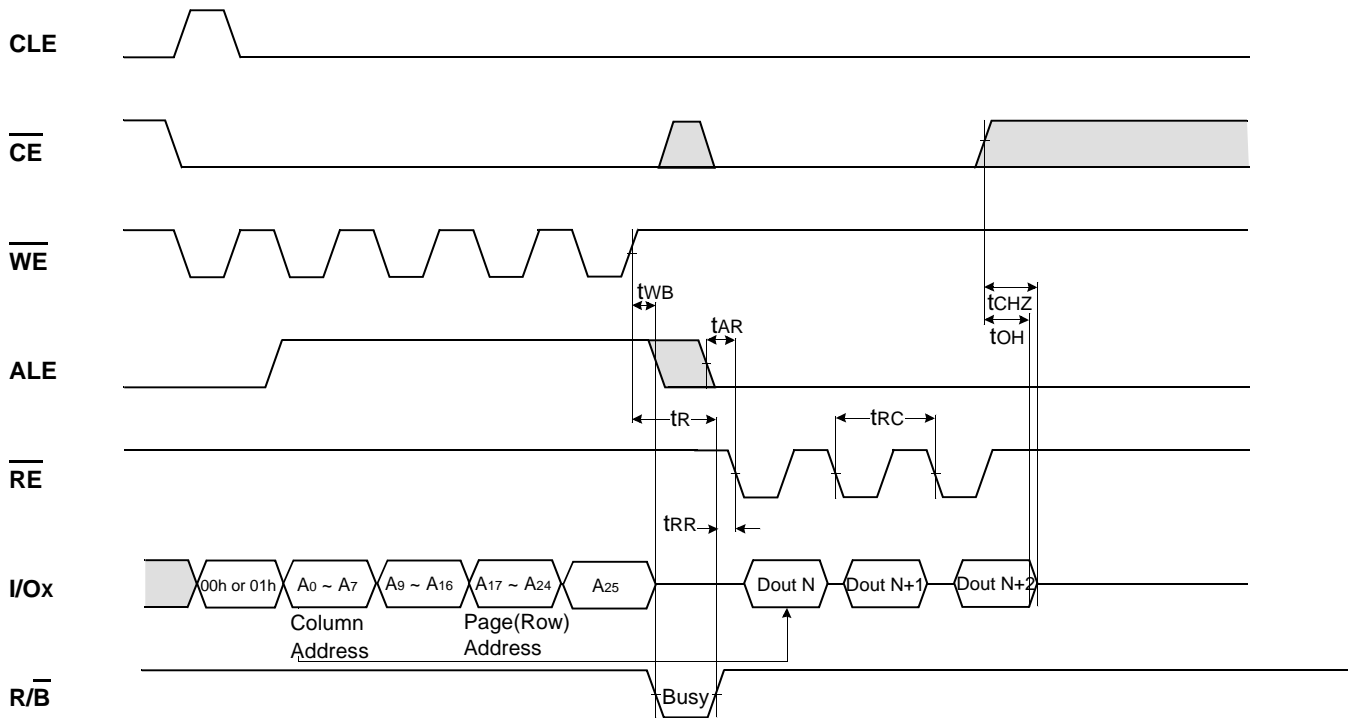 CLE
CE
WE
tWB
tCHZ
tAR
tOH
ALE
tR
tRC
RE
tRR
I/Ox
00h or 01h
A0 ~ A7
A9 ~ A16
A17 ~ A24
A25
Dout N
Dout N+1
Dout N+2
Column
Address
Page(Row)
Address
R/B
Busy